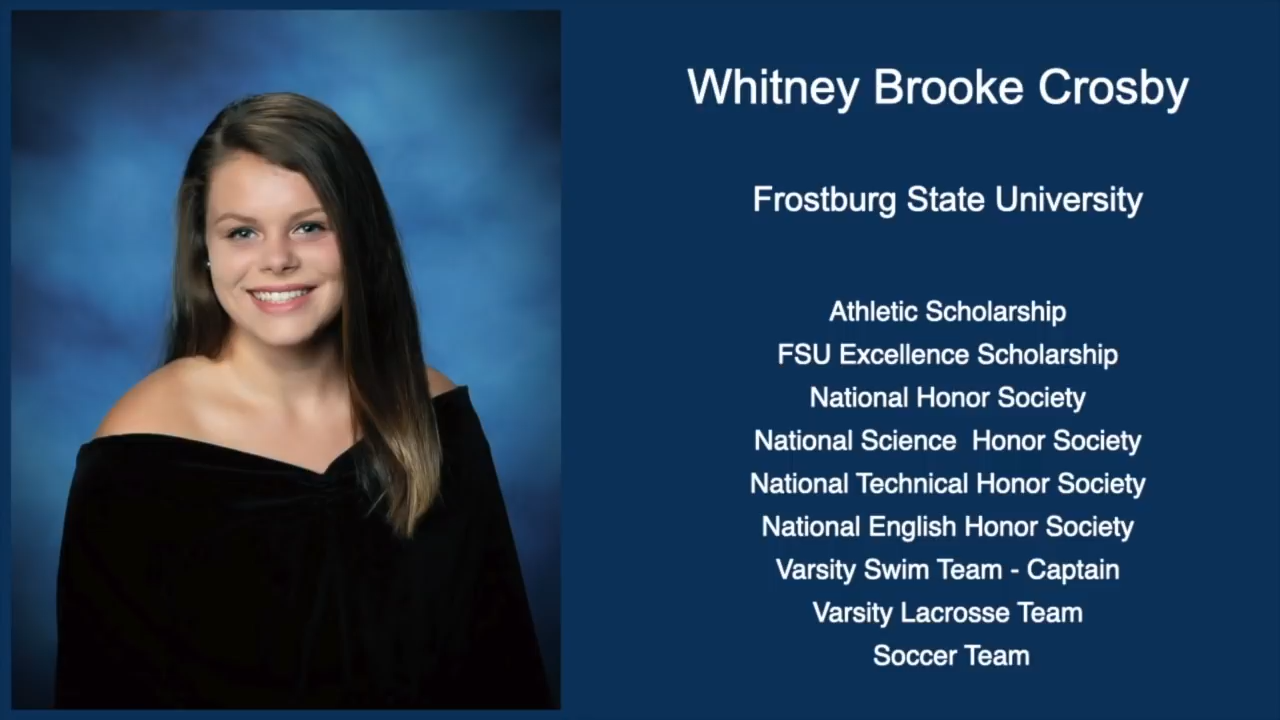 Whitney Brooke Crosby
Frostburg State University
Athletic Scholarship
FSU Excellence Scholarship
National Honor Society
National Science  Honor Society
National Technical Honor Society
National English Honor Society
Varsity Swim Team - Captain
Varsity Lacrosse Team
Soccer Team